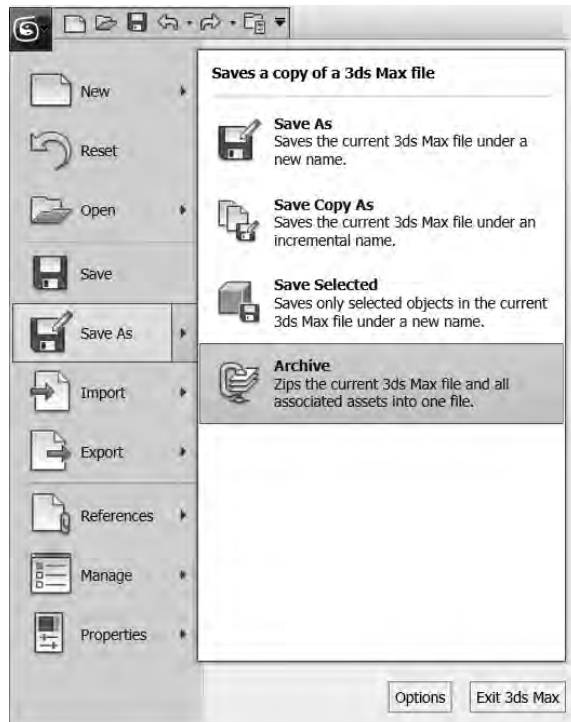 New
Reset
Open
Save
Save As
Import
Export
References
Manage
Properties
Saves a copy of a 3ds Max file
Save As
Saves the current 3ds Max file under a
new name.
Save Copy As
Saves the current 3ds Max file under an
incremental name.
Save Selected
Saves only selected objects in the current
3ds Max file under a new name.
Archive
Zips the current 3ds Max file and all
associated assets into one file.
Options
Exit 3ds Max